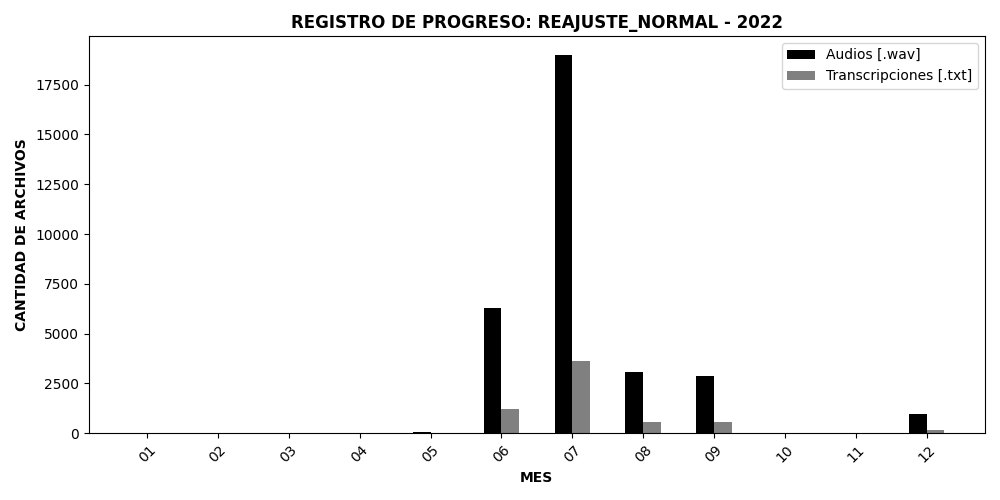 REGISTRO DE PROGRESO: REAJUSTE_NORMAL - 2022
Audios [.wav]
Transcripciones [.txt]
CANTIDAD DE ARCHIVOS
17500
15000
12500
10000
7500
5000
2500
0
01 02 03 04 05 06 07 08 09 10 11 12
MES